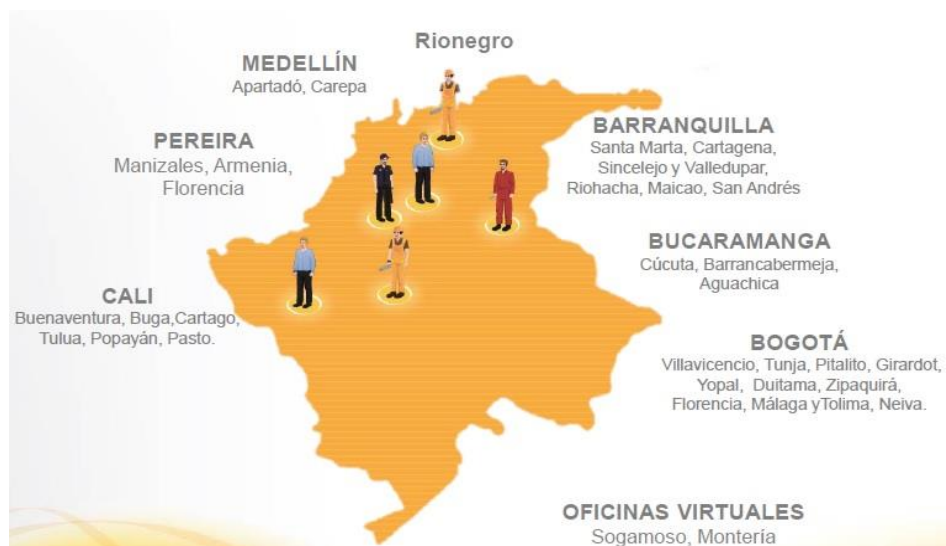 Rionegro
MEDELLÍN
Apartadó, Carepa
PEREIRA
Manizales, Armenia,
Florencia
BARRANQUILLA
Santa Marta, Cartagena,
Sincelejo y Valledupar,
Riohacha, Maicao, San Andrés
BUCARAMANGA
Cúcuta, Barrancabermeja,
Aguachica
CALI
Buenaventura, Buga,Cartago,
Tulua, Popayán, Pasto.
BOGOTÁ
Villavicencio, Tunja, Pitalito, Girardot,
Yopal, Duitama, Zipaquirá,
Florencia, Málaga yTolima, Neiva.
OFICINAS VIRTUALES
Sogamoso, Montería